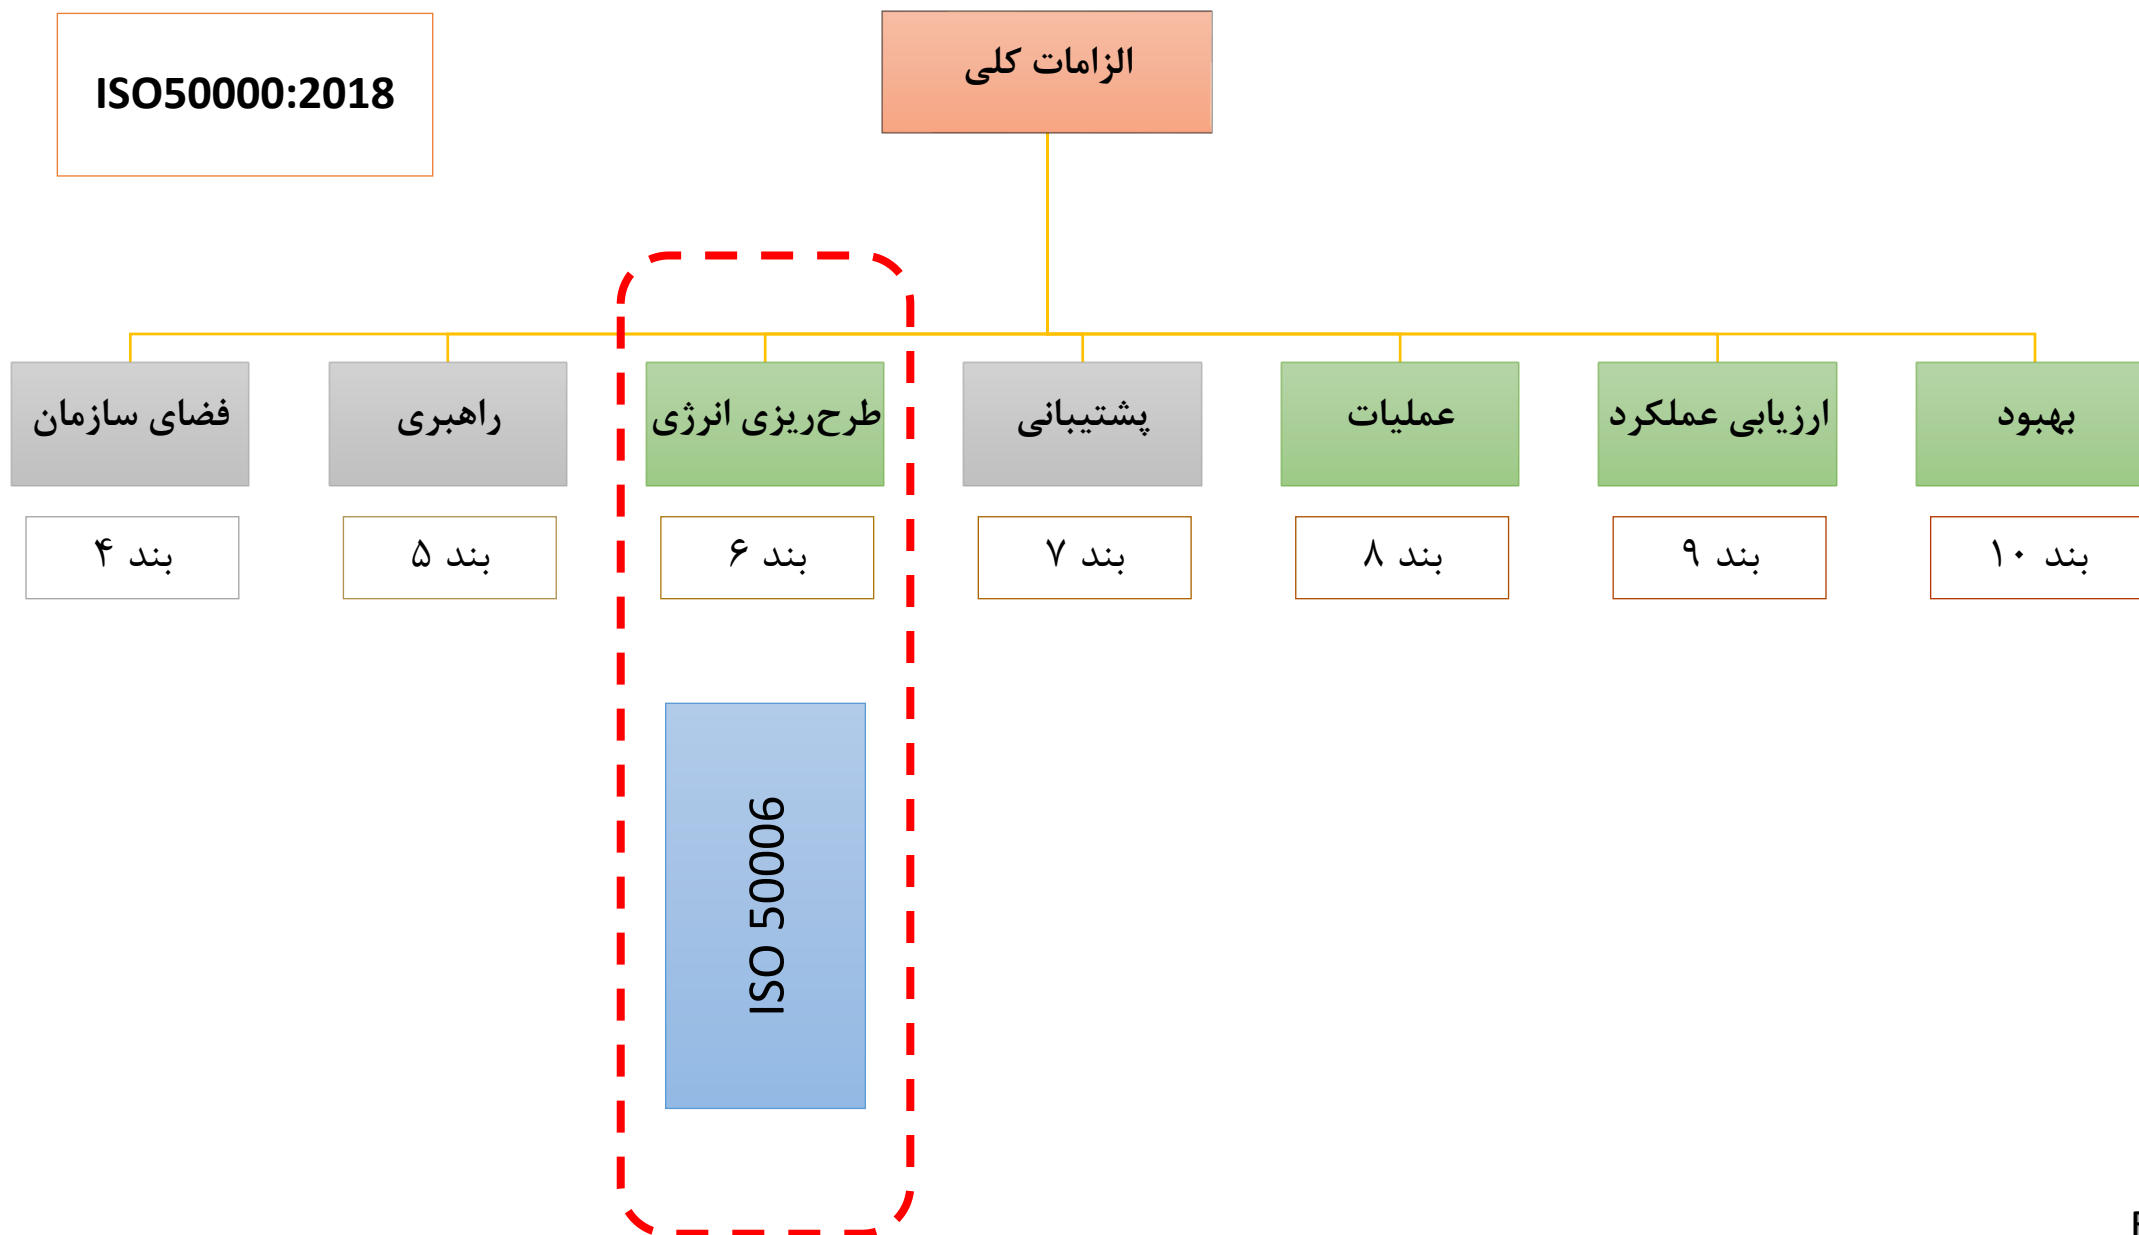 ISO50000:2018
الزامات کلی
فضای سازمان
راهبری
طرح‌ریزی انرژی
پشتیبانی
عملیات
ارزیابی عملکرد
بهبود
بند ۴
بند ۵
بند ۶
بند ۷
بند ۸
بند ۹
بند ۱۰
ISO 50006